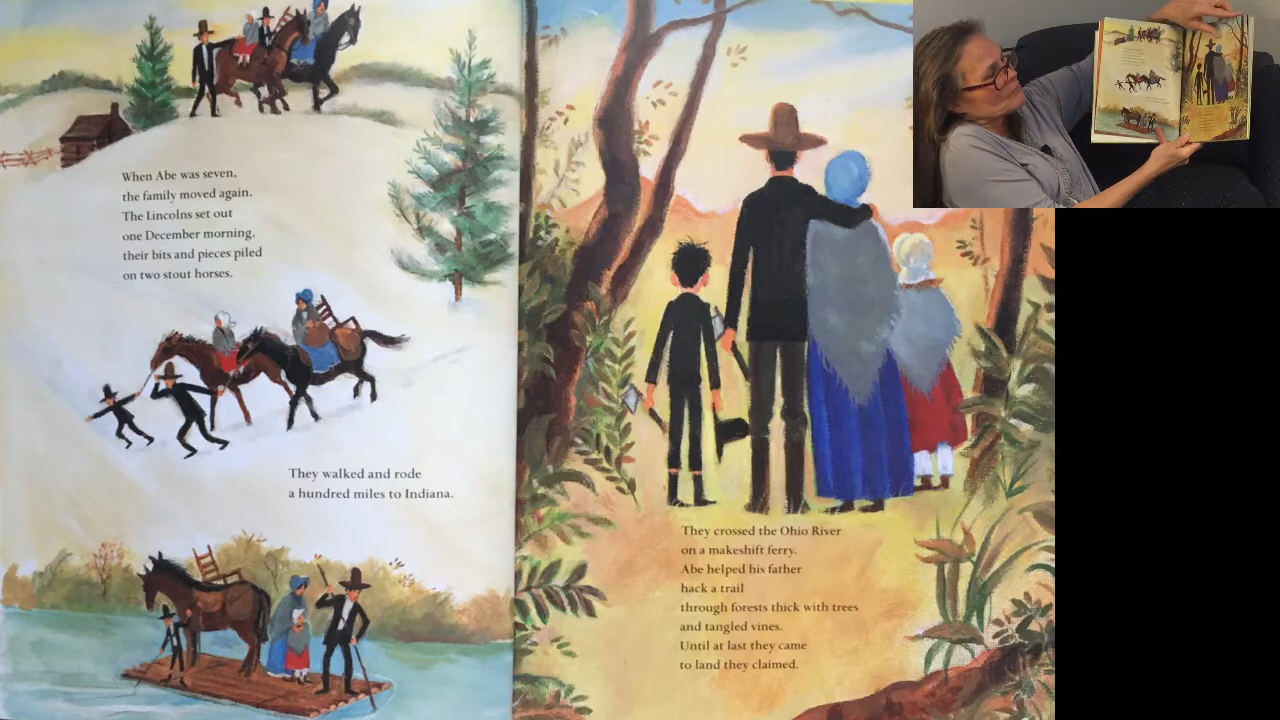 When Abe was seven,
the family moved again.
The Lincolns set out
one December morning,
their bits and pieces piled
on two stout horses.
They walked and rode
a hundred miles to Indiana.
They crossed the Ohio River
on a makeshift ferry.
Abe helped his father
hack a trail
through forests thick with trees
and tangled vines.
Until at last they came
to land they claimed.